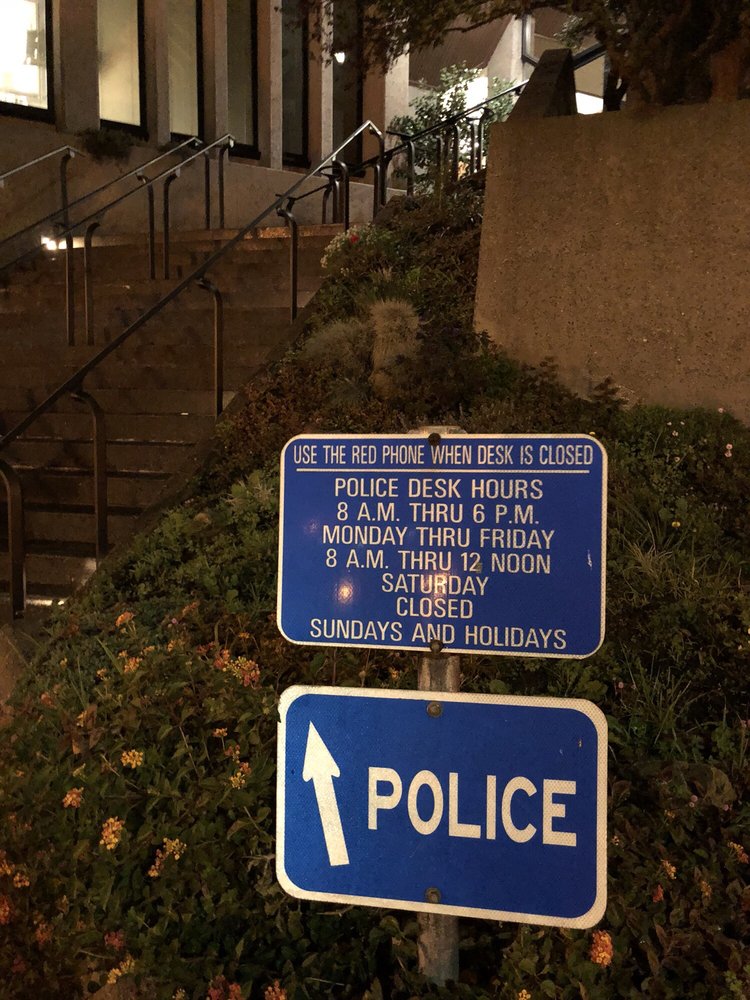 USE THE RED PHONE WHEN DESK IS CLOSED
POLICE DESK HOURS
8 A.M. THRU 6 P.M.
MONDAY THRU FRIDAY
8 A.M. THRU 12 NOON
SATURDAY
CLOSED
SUNDAYS AND HOLIDAYS
POLICE